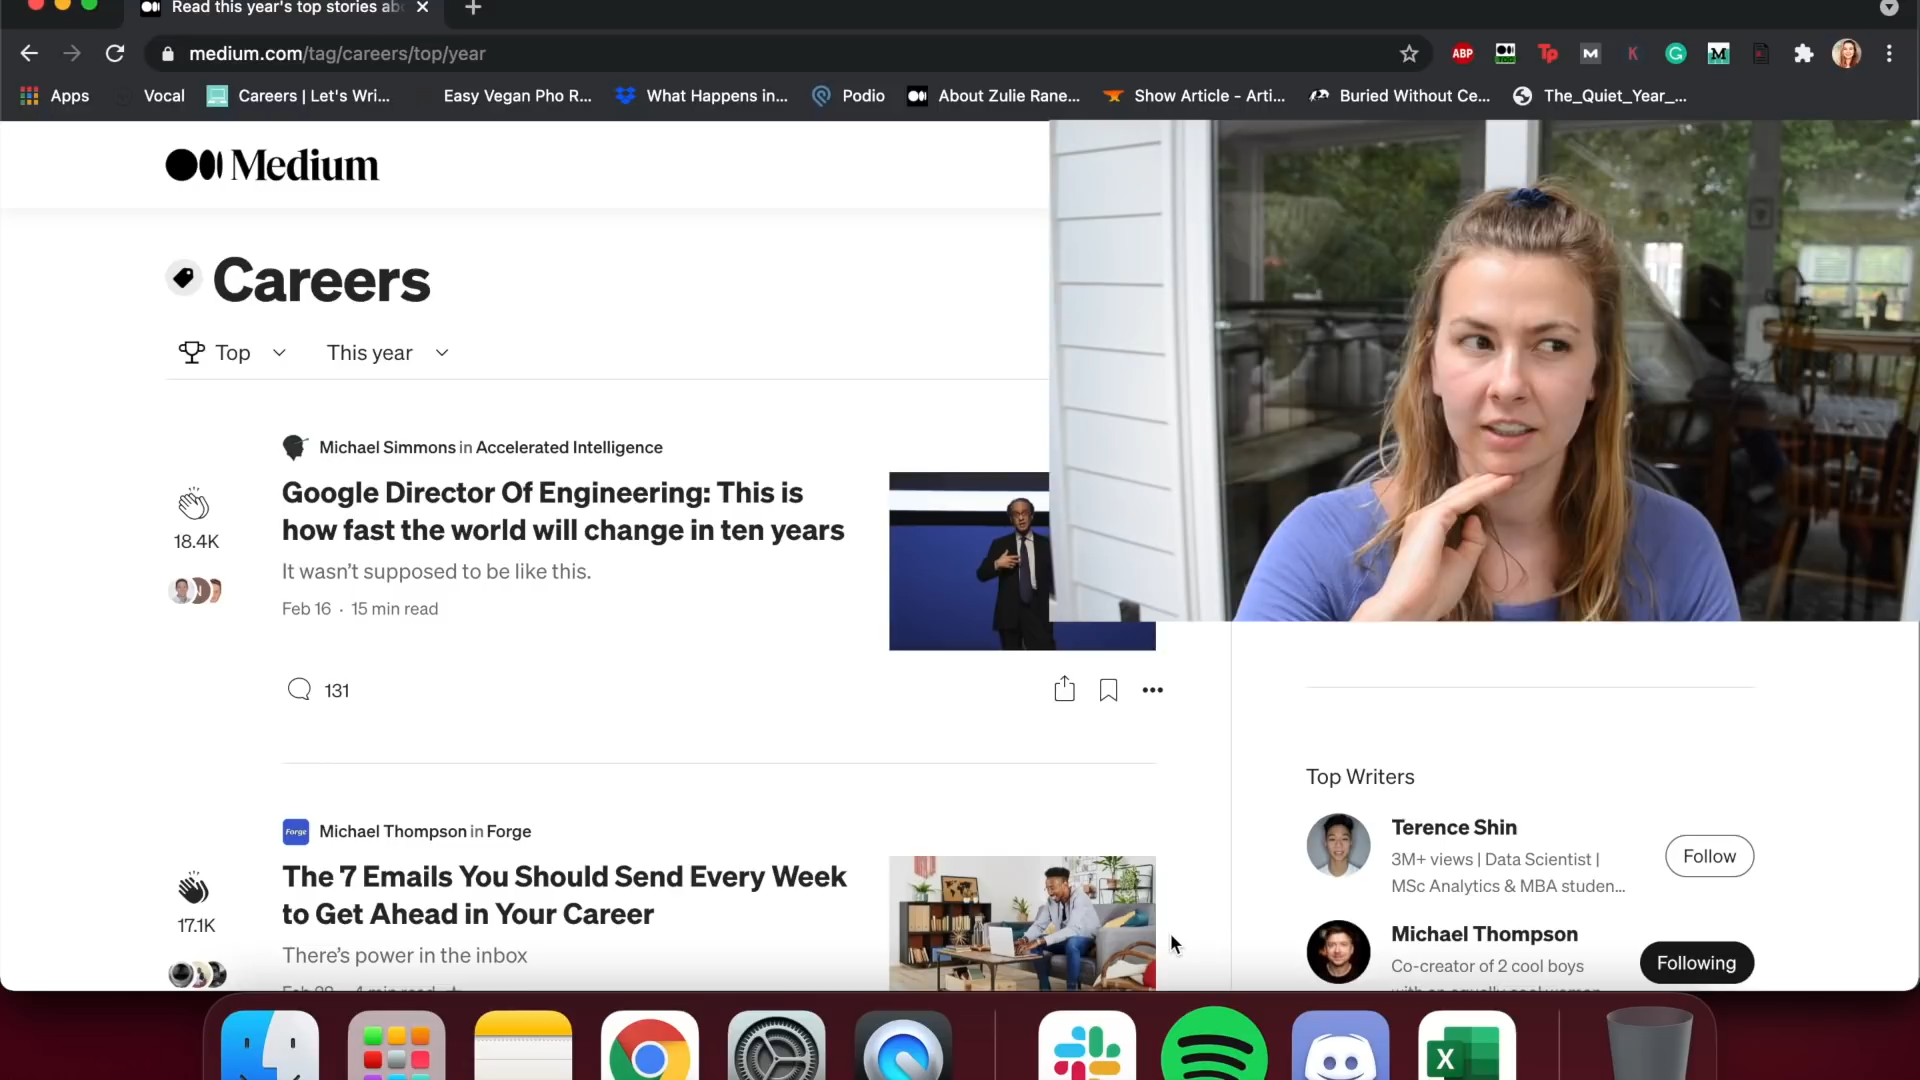 Read this year's top stories abo
medium.com/tag/careers/top/year
ABP
Tp
M
K
G
M
Apps
Vocal
Careers | Let's Wri...
Easy Vegan Pho R...
What Happens in...
Podio
About Zulie Rane...
Show Article - Arti...
Buried Without Ce...
The_Quiet_Year_...
Medium
Careers
Top
This year
Michael Simmons in Accelerated Intelligence
Google Director Of Engineering: This is
how fast the world will change in ten years
18.4K
It wasn't supposed to be like this.
Feb 16 · 15 min read
131
Forge
Michael Thompson in Forge
The 7 Emails You Should Send Every Week
to Get Ahead in Your Career
17.1K
There's power in the inbox
Top Writers
Terence Shin
3M+ views | Data Scientist |
MSc Analytics & MBA studen...
Follow
Michael Thompson
Co-creator of 2 cool boys
Following
X